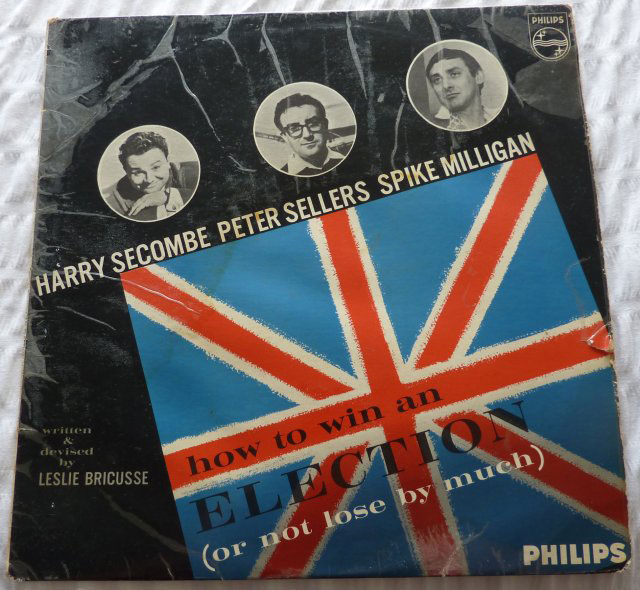 PHILIPS
HARRY SECOMBE PETER SELLERS SPIKE MILLIGAN
written
&
devised
by
LESLIE BRICUSSE
how to win an
ELECTION
(or not lose by much)
PHILIPS